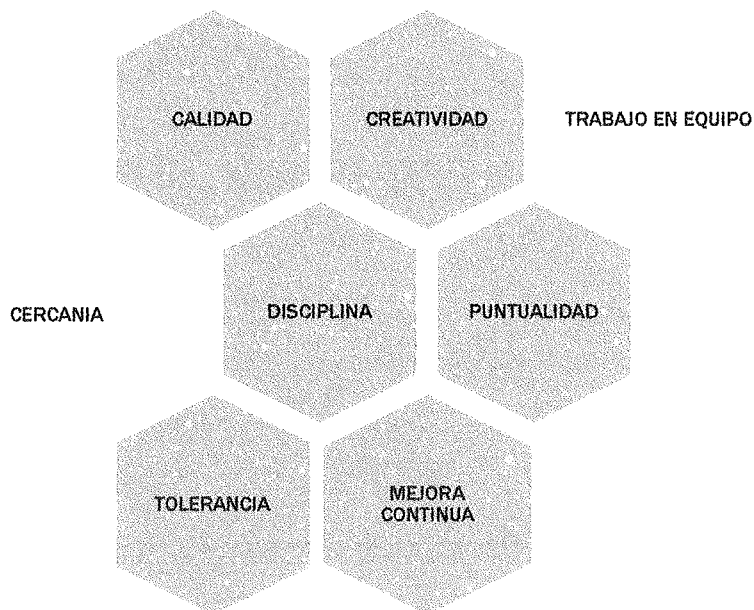 CALIDAD
CREATIVIDAD
TRABAJO EN EQUIPO
CERCANIA
DISCIPLINA
PUNTUALIDAD
TOLERANCIA
MEJORA
CONTINUA